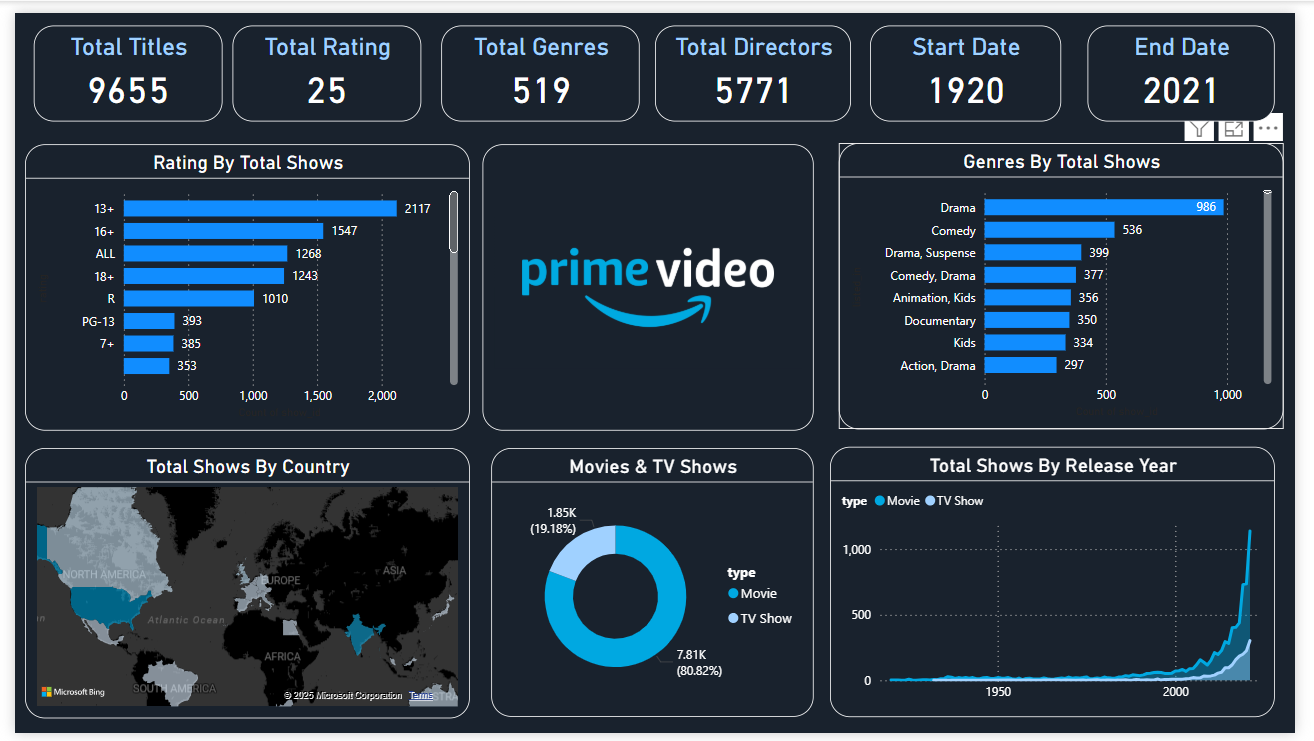 Total Titles
9655
Total Rating
25
Total Genres
519
Total Directors
5771
Start Date
1920
End Date
2021
Rating By Total Shows
13+ 2117
16+ 1547
ALL 1268
18+ 1243
R 1010
PG-13 393
7+ 385
353
0 500 1,000 1,500 2,000
prime video
Genres By Total Shows
Drama 986
Comedy 536
Drama, Suspense 399
Comedy, Drama 377
Animation, Kids 356
Documentary 350
Kids 334
Action, Drama 297
0 500 1,000
Total Shows By Country
NORTH AMERICA
EUROPE
ASIA
Atlantic Ocean
AFRICA
SOUTH AMERICA
Microsoft Bing
© 2025 Microsoft Corporation Terms
Movies & TV Shows
1.85K
(19.18%)
type
Movie
TV Show
7.81K
(80.82%)
Total Shows By Release Year
type Movie TV Show
1,000
500
0
1950 2000